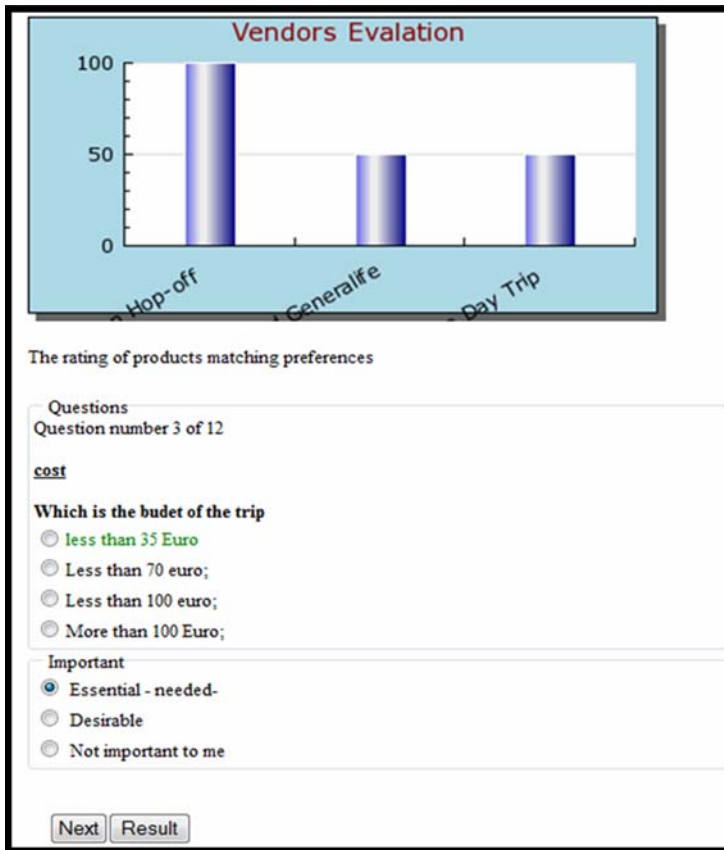 Vendors Evalation
100
50
0
Hop-off
Generalife
Day Trip
The rating of products matching preferences
Questions
Question number 3 of 12
cost
Which is the budet of the trip
less than 35 Euro
Less than 70 euro;
Less than 100 euro;
More than 100 Euro;
Important
Essential - needed-
Desirable
Not important to me
Next Result